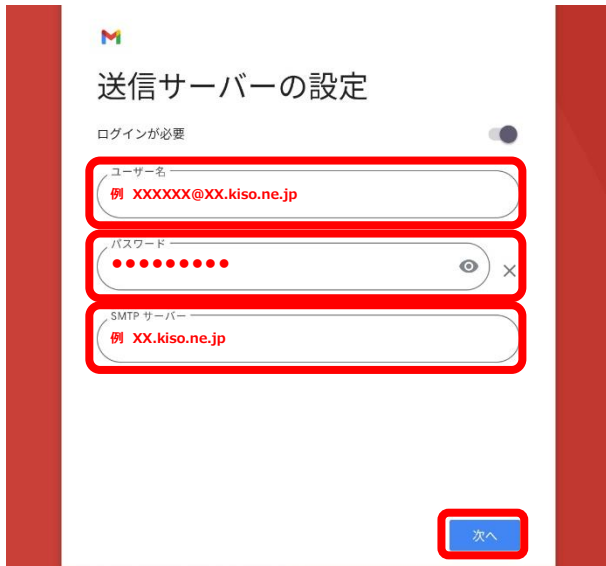 送信サーバーの設定
ログインが必要
ユーザー名
例 XXXXXX@XX.kiso.ne.jp
パスワード
●●●●●●●●●
SMTP サーバー
例 XX.kiso.ne.jp
次へ